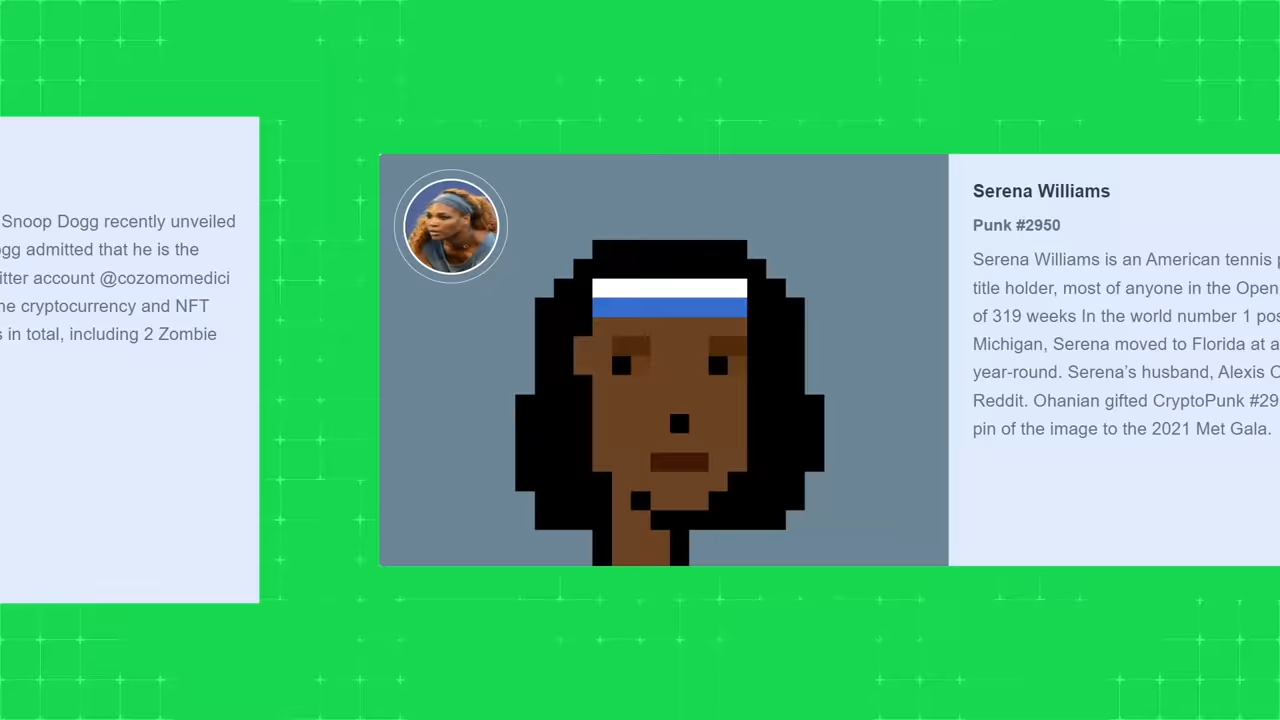 Snoop Dogg recently unveiled
ogg admitted that he is the
itter account @cozomomedici
he cryptocurrency and NFT
s in total, including 2 Zombie
Serena Williams
Punk #2950
Serena Williams is an American tennis p
title holder, most of anyone in the Open
of 319 weeks In the world number 1 pos
Michigan, Serena moved to Florida at a
year-round. Serena’s husband, Alexis O
Reddit. Ohanian gifted CryptoPunk #29
pin of the image to the 2021 Met Gala.